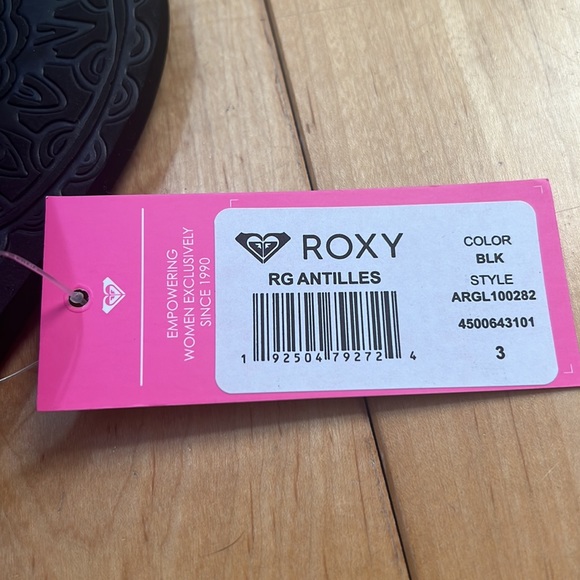 EMPOWERING
WOMEN EXCLUSIVELY
SINCE 1990
ROXY
RG ANTILLES
1 92504 79272 4
COLOR
BLK
STYLE
ARGL100282
4500643101
3